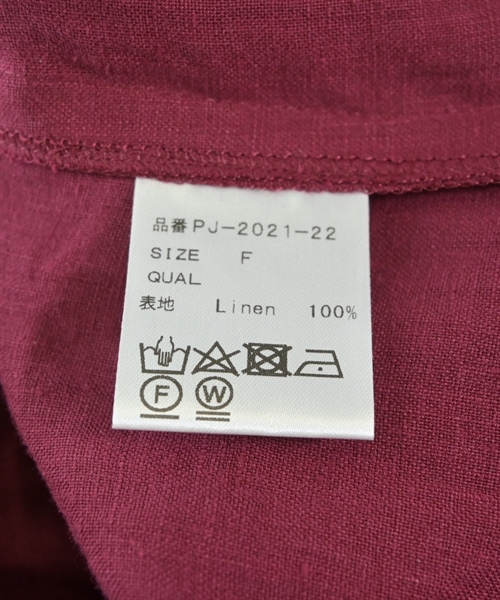 品番PJ-2021-22
SIZE F
QUAL
表地 Linen 100%
F W